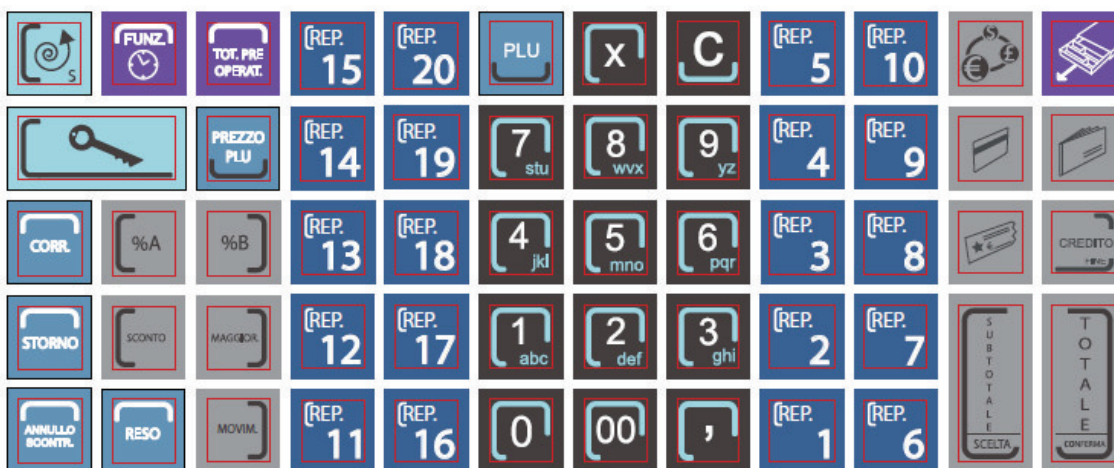 S
FUNZ.
TOT. PRE
OPERAT.
(REP.
15
(REP.
20
PLU
X
C
(REP.
5
(REP.
10
$
€
£
PREZZO
PLU
(REP.
14
(REP.
19
7
stu
8
wvx
9
yz
(REP.
4
(REP.
9
CORR.
%A
%B
(REP.
13
(REP.
18
4
jkl
5
mno
6
pqr
(REP.
3
(REP.
8
€
CREDITO
STORNO
SCONTO
MAGGIOR.
(REP.
12
(REP.
17
1
abc
2
def
3
ghi
(REP.
2
(REP.
7
SUBTOTALE
SCELTA
TOTALE
CONFERMA
ANNULLO
SCONTR.
RESO
MOVIM.
(REP.
11
(REP.
16
0
00
,
(REP.
1
(REP.
6